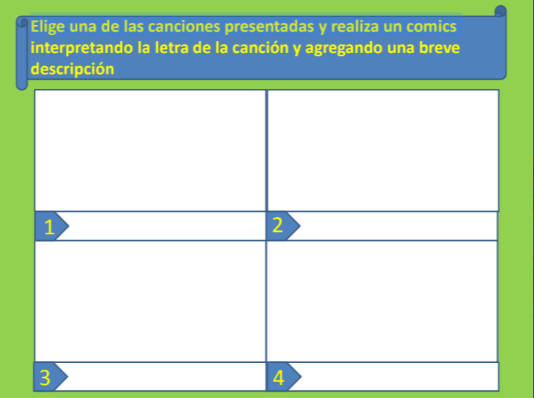 Elige una de las canciones presentadas y realiza un comics
interpretando la letra de la canción y agregando una breve
descripción
1
2
3
4